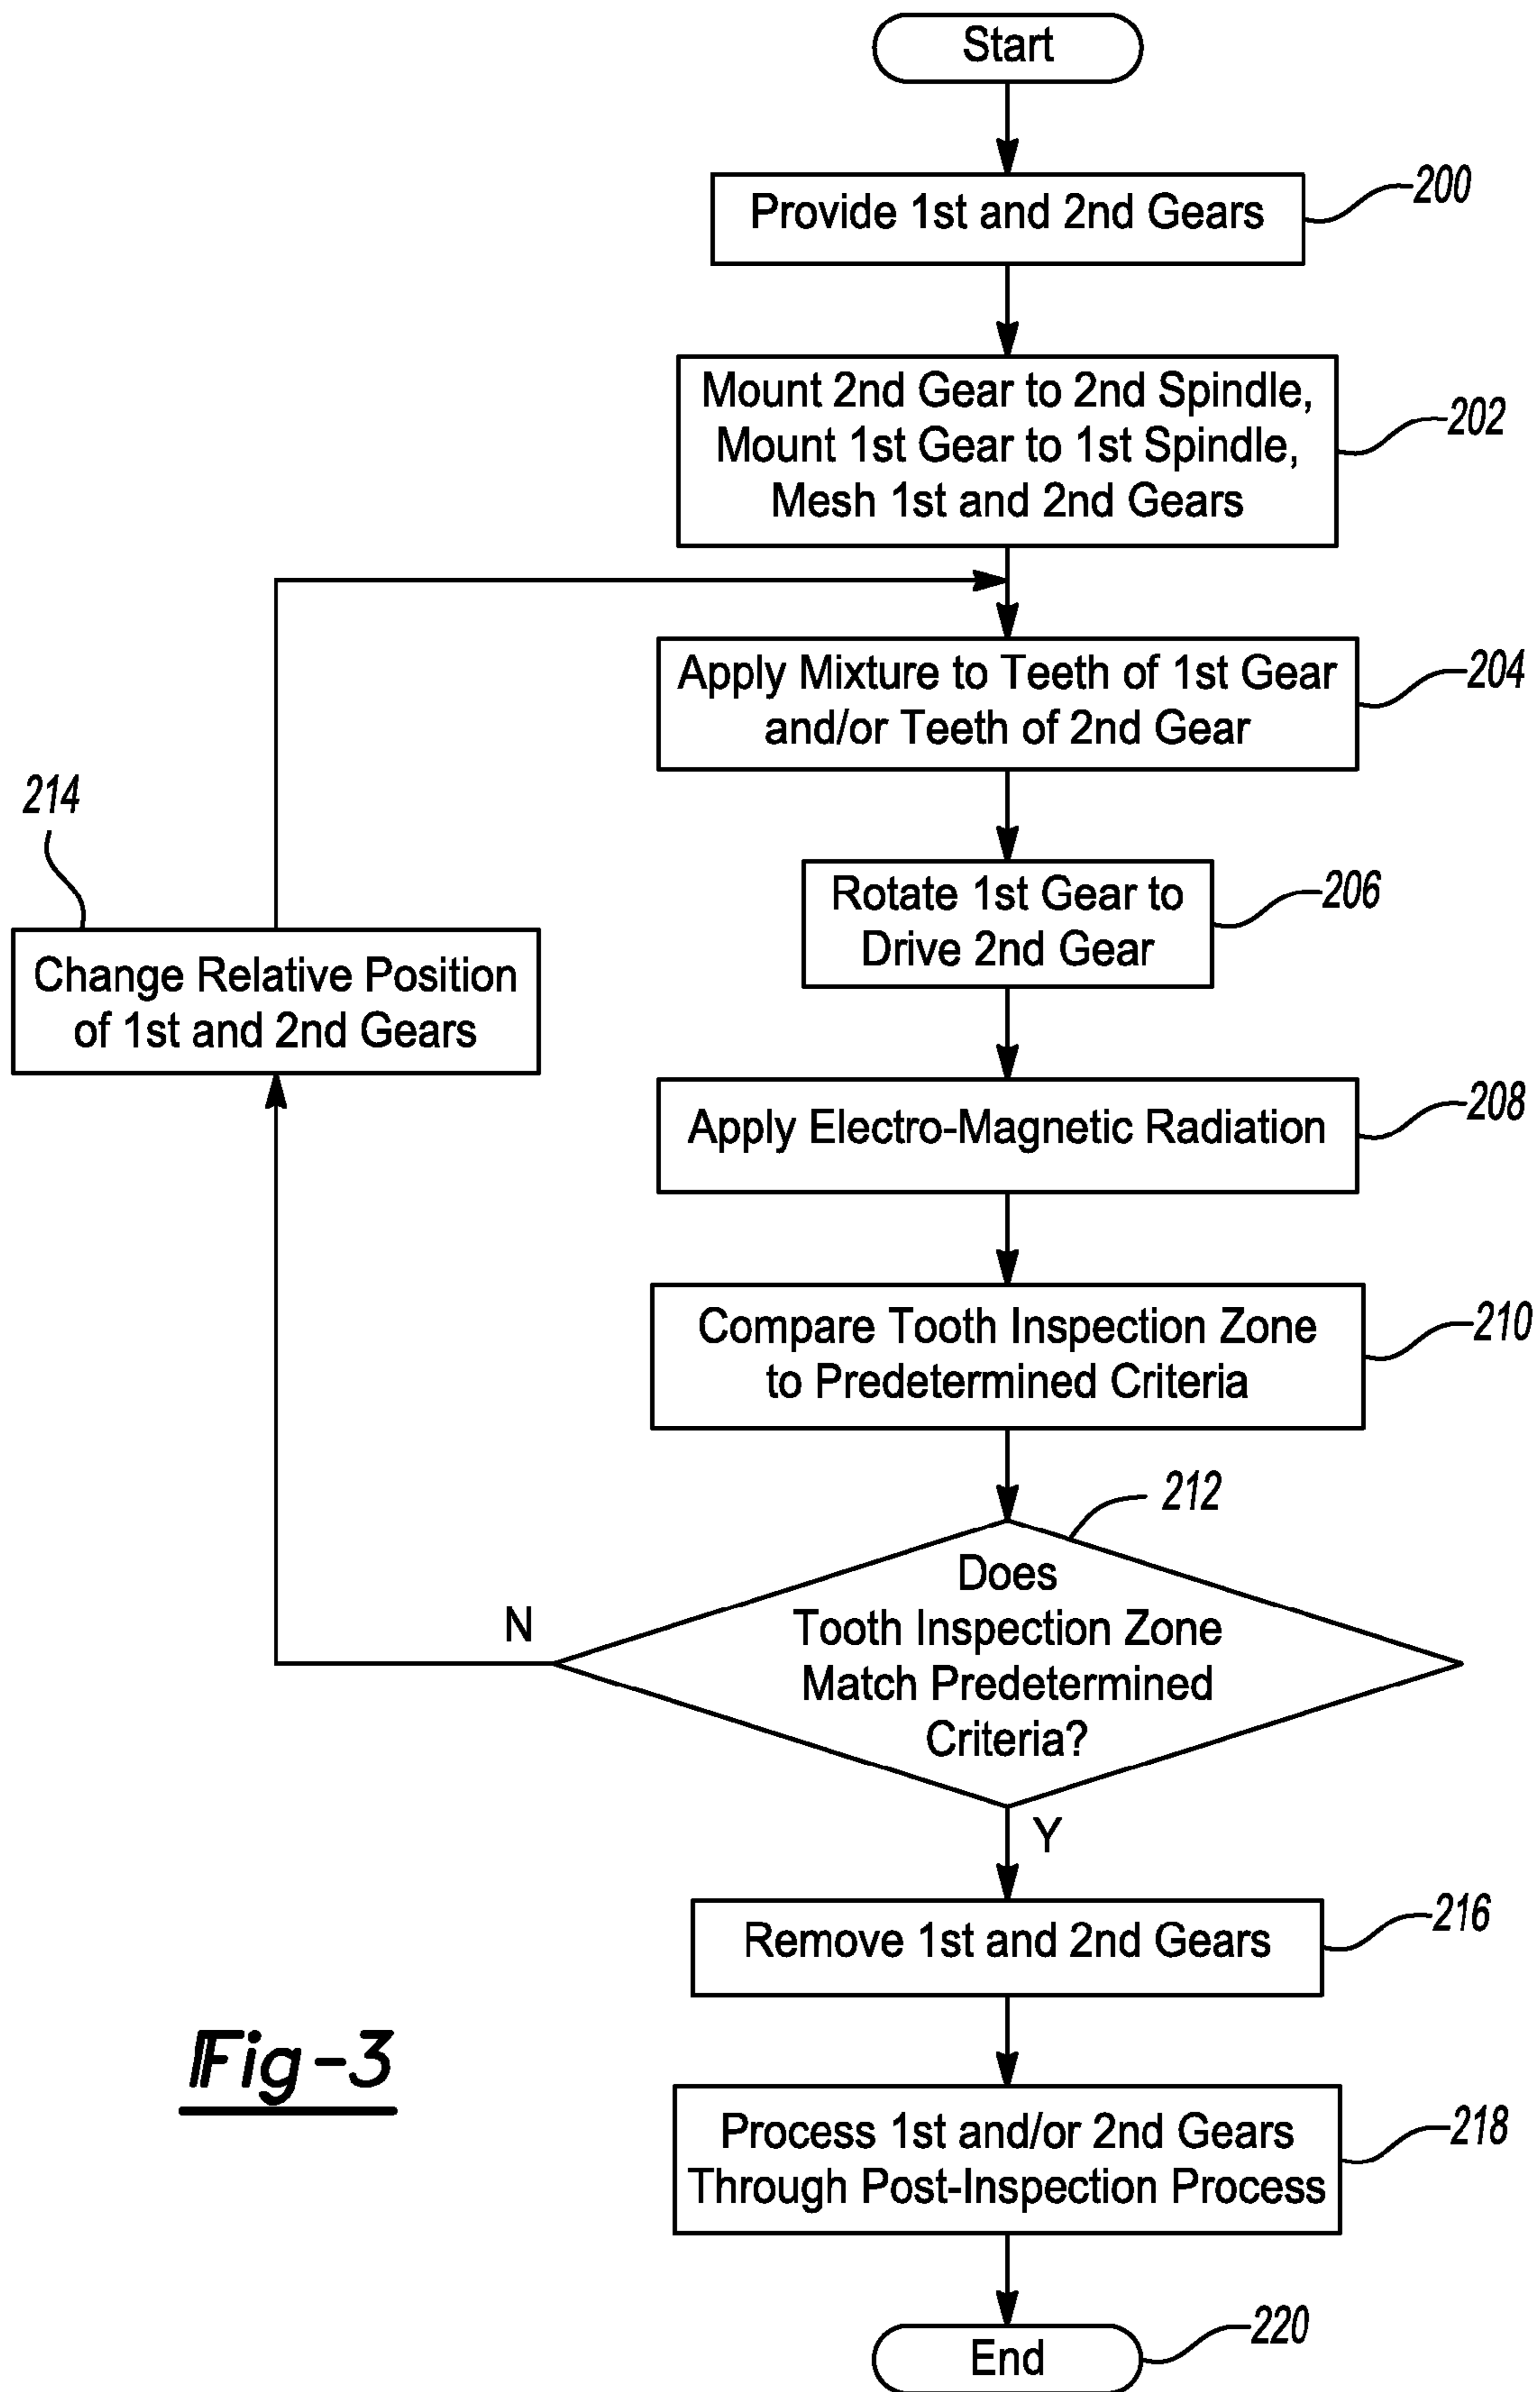 Start
Provide 1st and 2nd Gears
200
Mount 2nd Gear to 2nd Spindle,
Mount 1st Gear to 1st Spindle,
Mesh 1st and 2nd Gears
202
Apply Mixture to Teeth of 1st Gear
and/or Teeth of 2nd Gear
204
Rotate 1st Gear to
Drive 2nd Gear
206
214
Change Relative Position
of 1st and 2nd Gears
Apply Electro-Magnetic Radiation
208
Compare Tooth Inspection Zone
to Predetermined Criteria
210
212
Does
Tooth Inspection Zone
Match Predetermined
Criteria?
N
Y
Remove 1st and 2nd Gears
216
Fig-3
Process 1st and/or 2nd Gears
Through Post-Inspection Process
218
End
220